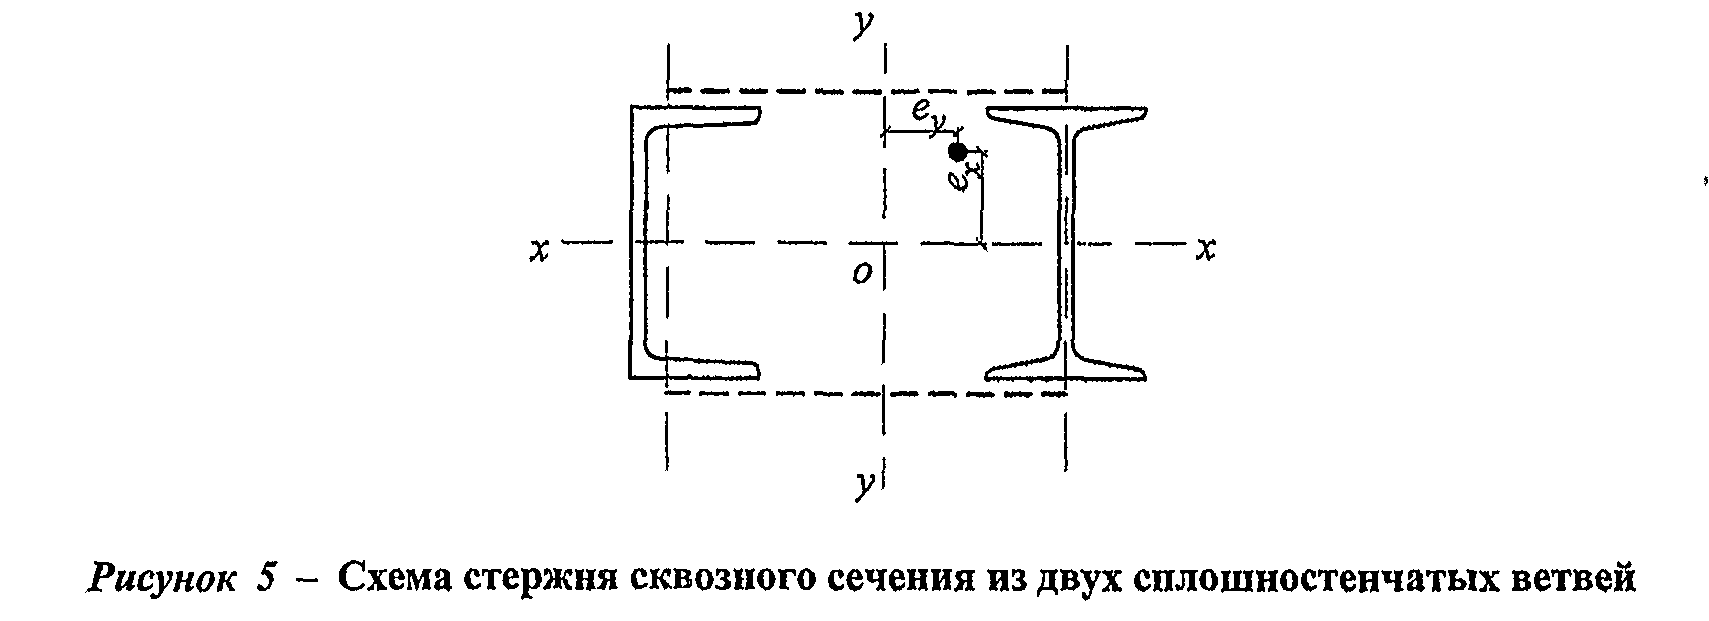 y
e_y
e_x
x
x
o
y
Рисунок 5 – Схема стержня сквозного сечения из двух сплошностенчатых ветвей